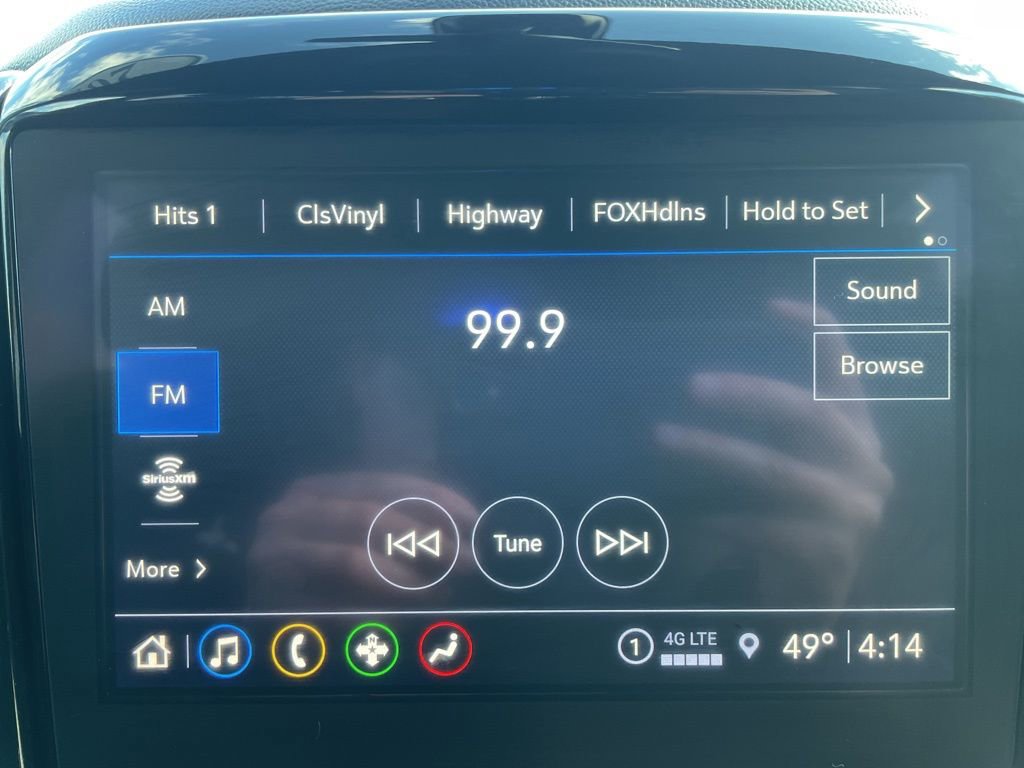 Hits 1 ClsVinyl Highway FOXHdlns Hold to Set
Sound
AM
99.9
Browse
FM
SiriusXM
Tune
More
N
1 4G LTE 49° 4:14